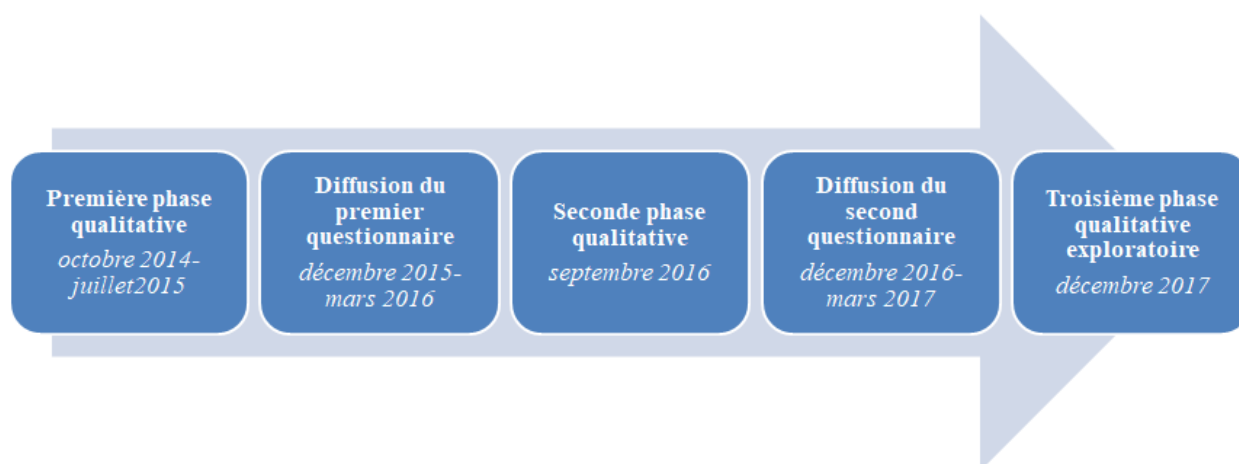 Première phase
qualitative
octobre 2014-
juillet2015
Diffusion du
premier
questionnaire
décembre 2015-
mars 2016
Seconde phase
qualitative
septembre 2016
Diffusion du
second
questionnaire
décembre 2016-
mars 2017
Troisième phase
qualitative
exploratoire
décembre 2017